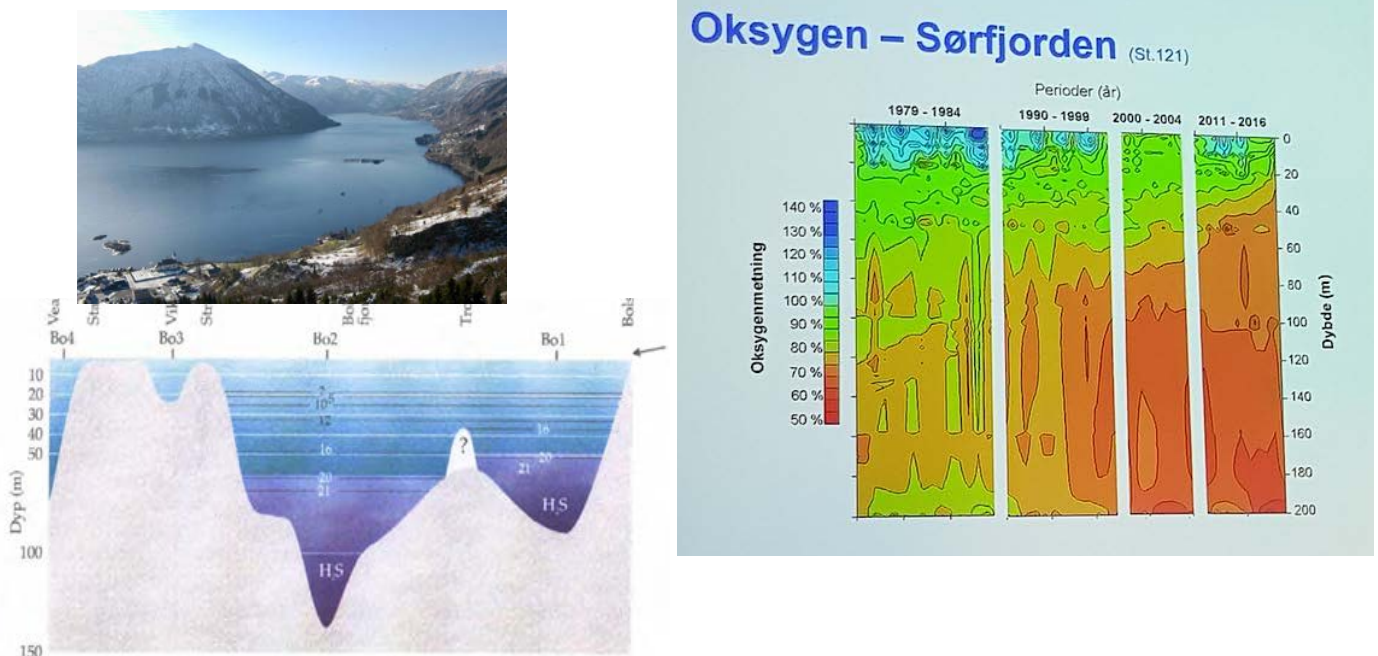 Oksygen – Sørfjorden (St.121)
Perioder (år)
1979 - 1984
1990 - 1999
2000 - 2004
2011 - 2016
Oksygenmetning
140 %
130 %
120 %
110 %
100 %
90 %
80 %
70 %
60 %
50 %
0
20
40
60
80
100
120
140
160
180
200
Dybde (m)
Str
Bols
Bo4
Bo3
Bo2
Bo1
Dyp (m)
10
20
30
40
50
100
150
12
16
20
21
H₂S
?
16
20
21
H₂S